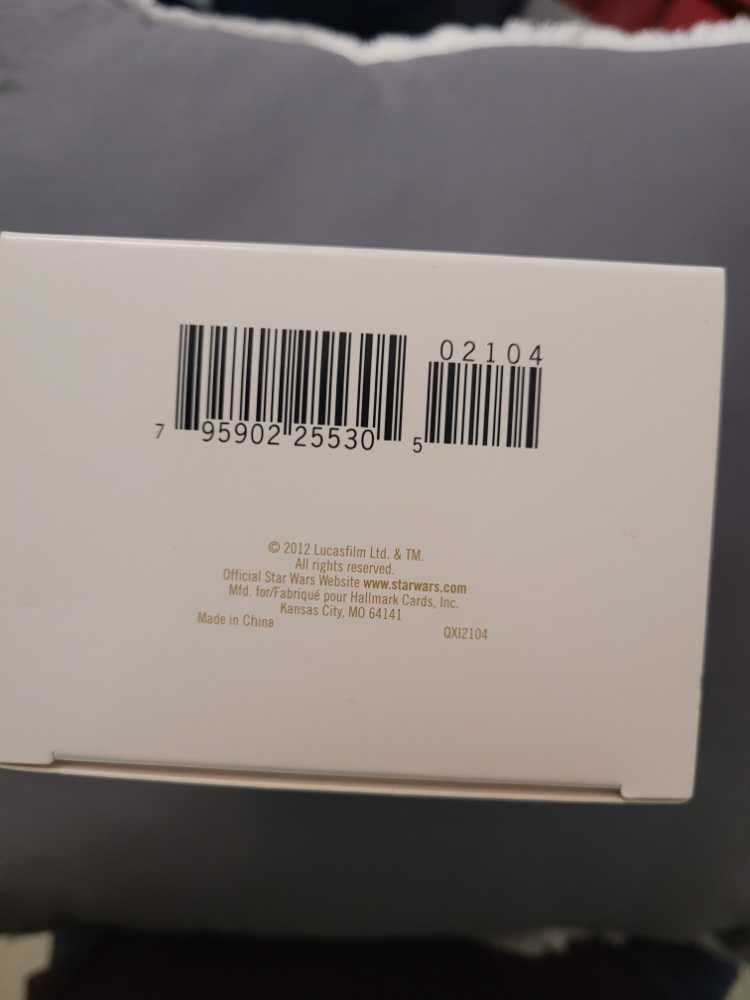 02104
7 95902 25530 5
© 2012 Lucasfilm Ltd. & TM.
All rights reserved.
Official Star Wars Website www.starwars.com
Mfd. for/Fabriqué pour Hallmark Cards, Inc.
Kansas City, MO 64141
Made in China QXI2104